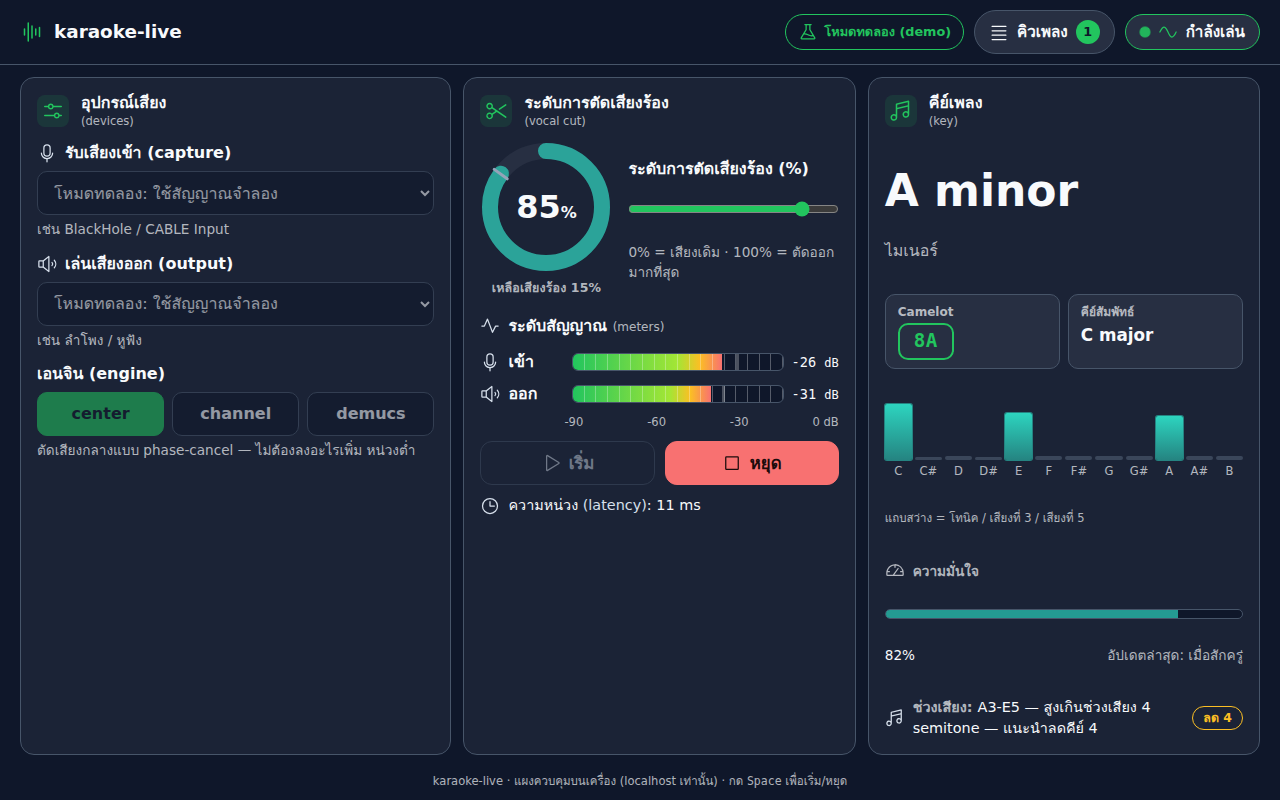 karaoke-live
โหมดทดลอง (demo)
คิวเพลง 1
กำลังเล่น
อุปกรณ์เสียง
(devices)
รับเสียงเข้า (capture)
โหมดทดลอง: ใช้สัญญาณจำลอง
เช่น BlackHole / CABLE Input
เล่นเสียงออก (output)
โหมดทดลอง: ใช้สัญญาณจำลอง
เช่น ลำโพง / หูฟัง
เอนจิน (engine)
center
channel
demucs
ตัดเสียงกลางแบบ phase-cancel — ไม่ต้องลงอะไรเพิ่ม หน่วงต่ำ
ระดับการตัดเสียงร้อง
(vocal cut)
85%
เหลือเสียงร้อง 15%
ระดับการตัดเสียงร้อง (%)
0% = เสียงเดิม · 100% = ตัดออก
มากที่สุด
ระดับสัญญาณ (meters)
เข้า -26 dB
ออก -31 dB
-90 -60 -30 0 dB
เริ่ม
หยุด
ความหน่วง (latency): 11 ms
คีย์เพลง
(key)
A minor
ไมเนอร์
Camelot
8A
คีย์สัมพัทธ์
C major
C C# D D# E F F# G G# A A# B
แถบสว่าง = โทนิค / เสียงที่ 3 / เสียงที่ 5
ความมั่นใจ
82%
อัปเดตล่าสุด: เมื่อสักครู่
ช่วงเสียง: A3-E5 — สูงเกินช่วงเสียง 4
semitone — แนะนำลดคีย์ 4
ลด 4
karaoke-live · แผงควบคุมบนเครื่อง (localhost เท่านั้น) · กด Space เพื่อเริ่ม/หยุด